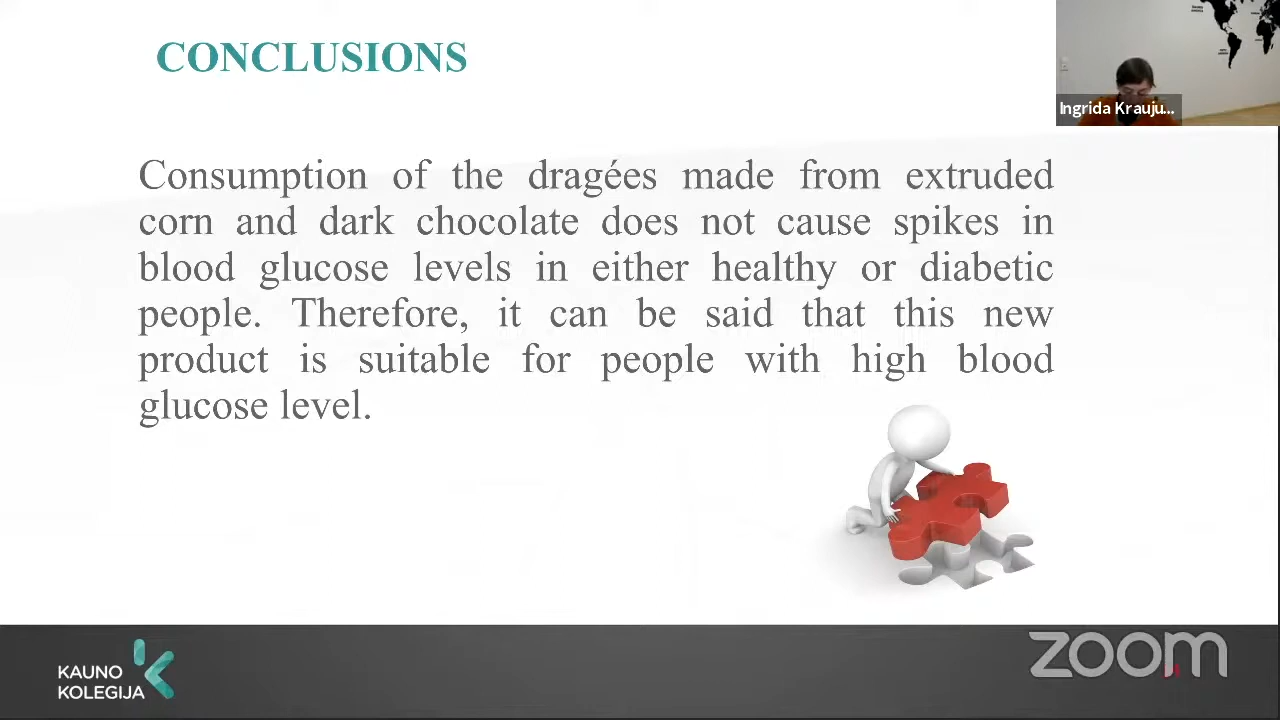 CONCLUSIONS
Ingrida Krauju...
Consumption of the dragées made from extruded
corn and dark chocolate does not cause spikes in
blood glucose levels in either healthy or diabetic
people. Therefore, it can be said that this new
product is suitable for people with high blood
glucose level.
KAUNO
KOLEGIJA
zoom